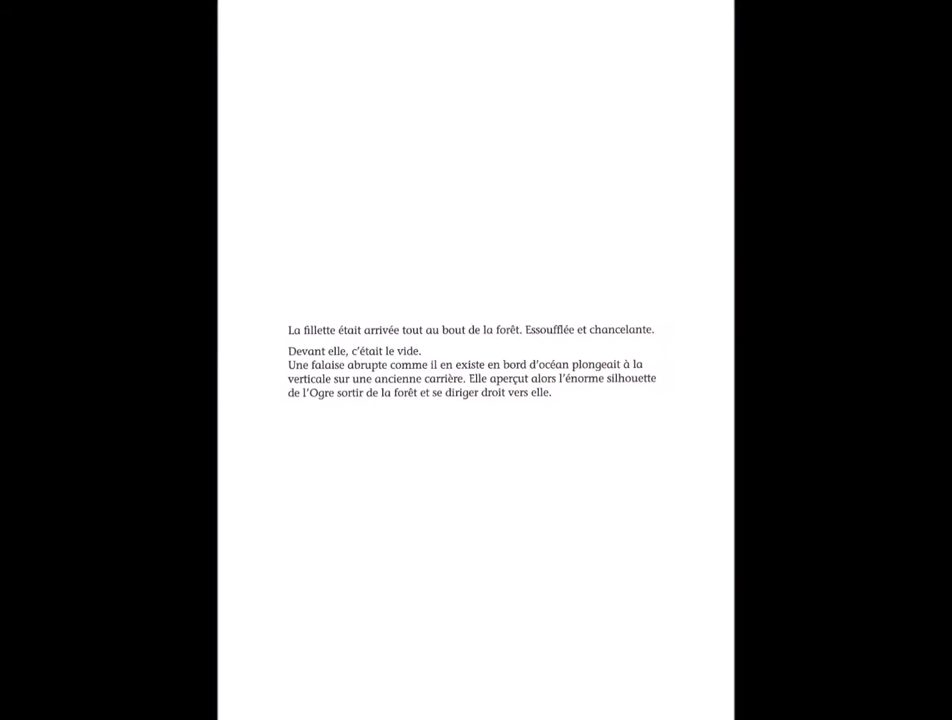 La fillette était arrivée tout au bout de la forêt. Essoufflée et chancelante.
Devant elle, c’était le vide.
Une falaise abrupte comme il en existe en bord d’océan plongeait à la
verticale sur une ancienne carrière. Elle aperçut alors l’énorme silhouette
de l’Ogre sortir de la forêt et se diriger droit vers elle.